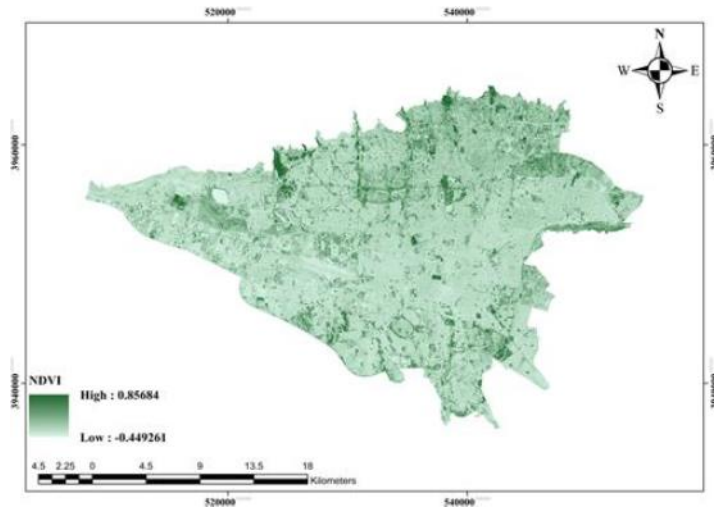 520000 540000
N
W E
S
3960000
NDVI
High : 0.85684
Low : -0.449261
3940000
4.5 2.25 0 4.5 9 13.5 18
Kilometers
520000 540000